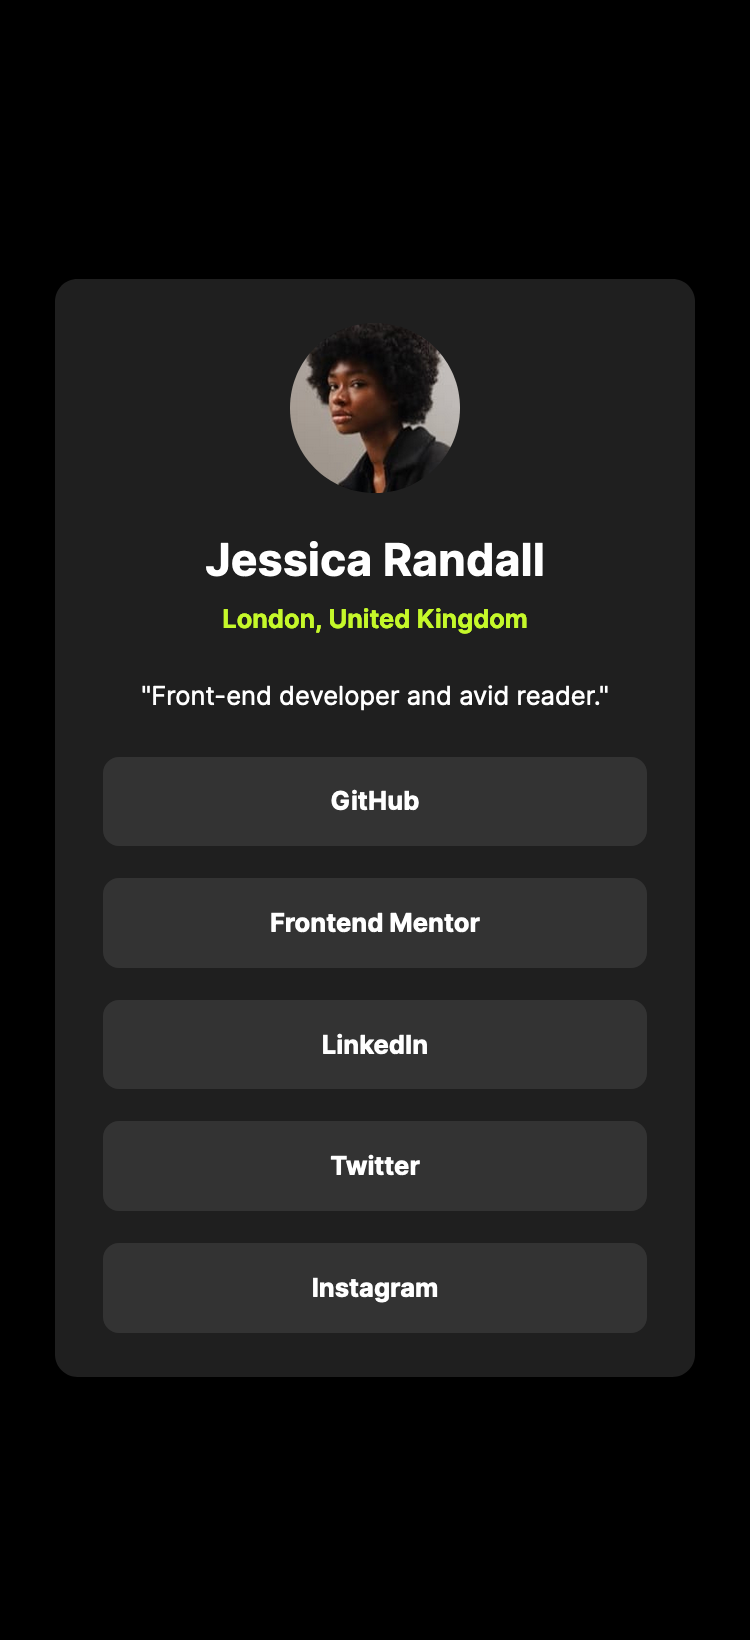 Jessica Randall
London, United Kingdom
"Front-end developer and avid reader."
GitHub
Frontend Mentor
LinkedIn
Twitter
Instagram